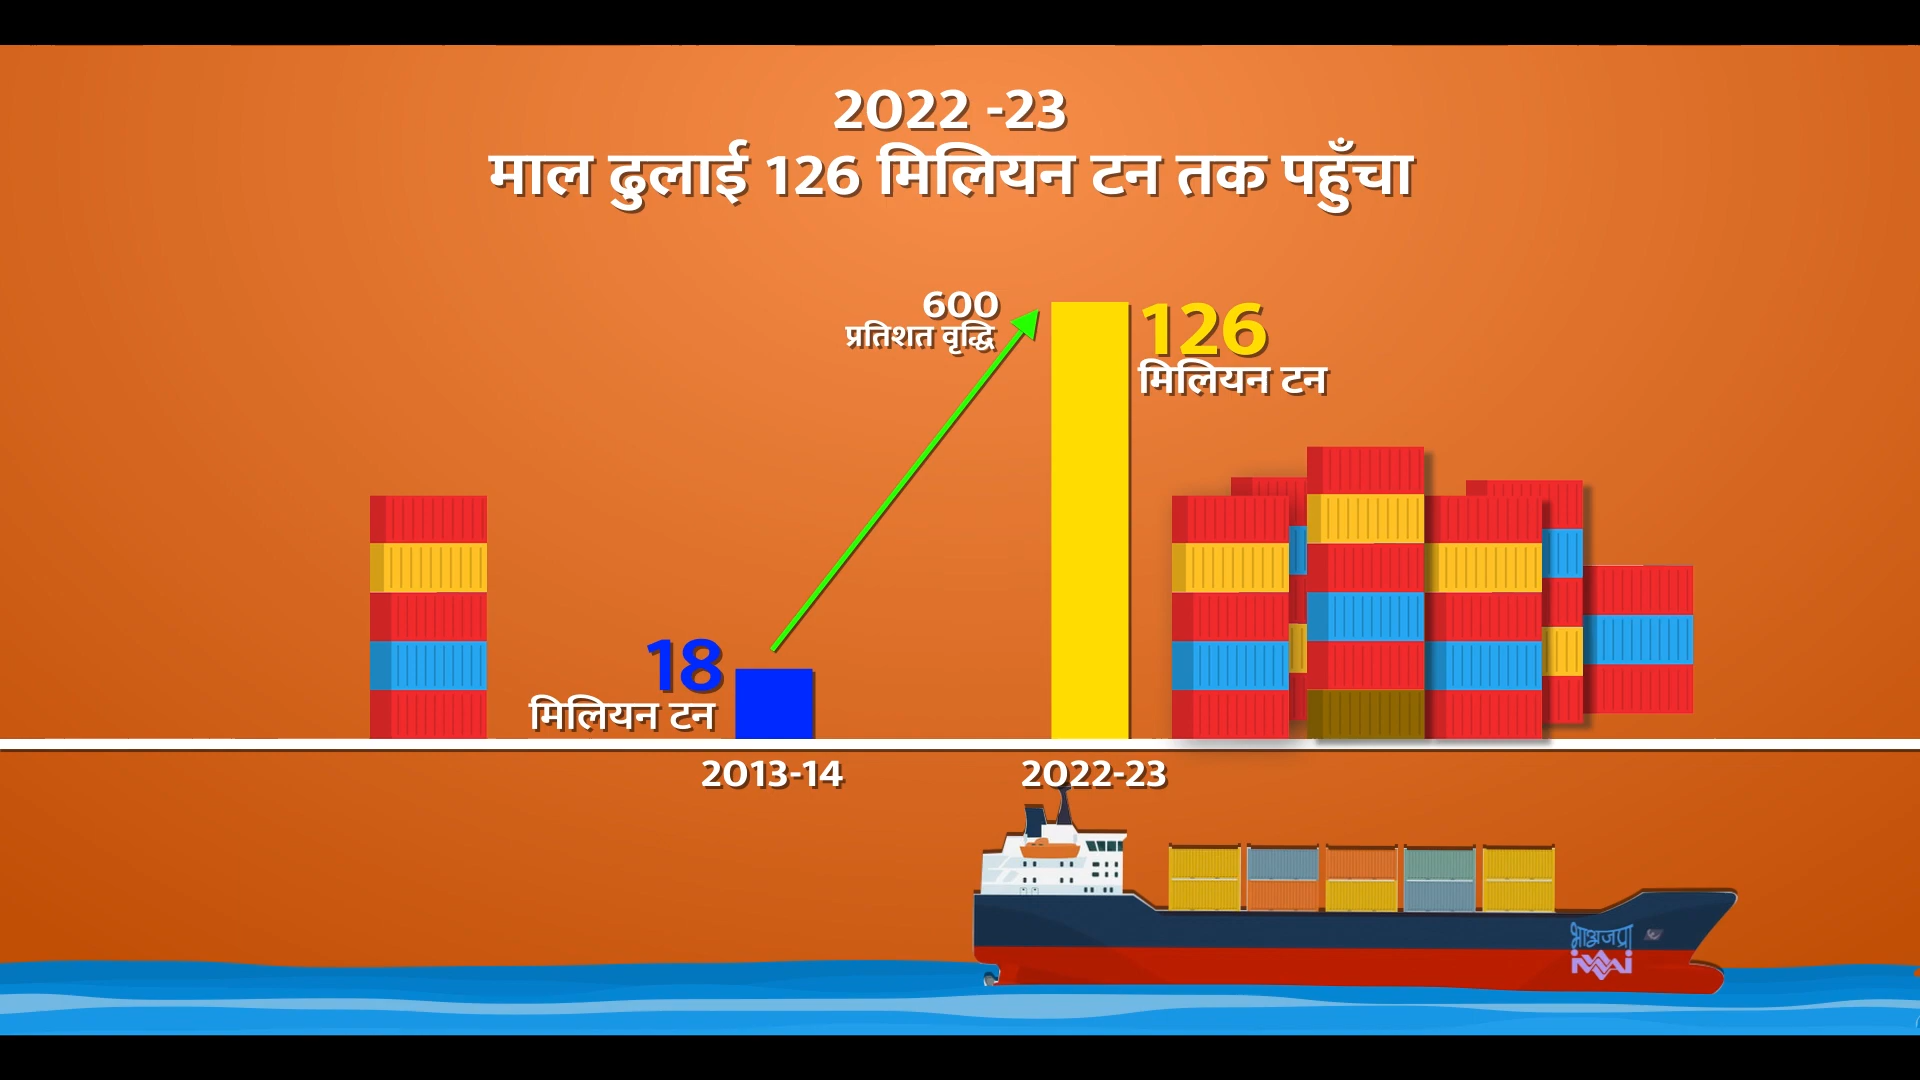 2022 -23
माल ढुलाई 126 मिलियन टन तक पहुँचा
600
प्रतिशत वृद्धि
126
मिलियन टन
18
मिलियन टन
2013-14
2022-23
भाअजप्रा
IWAI